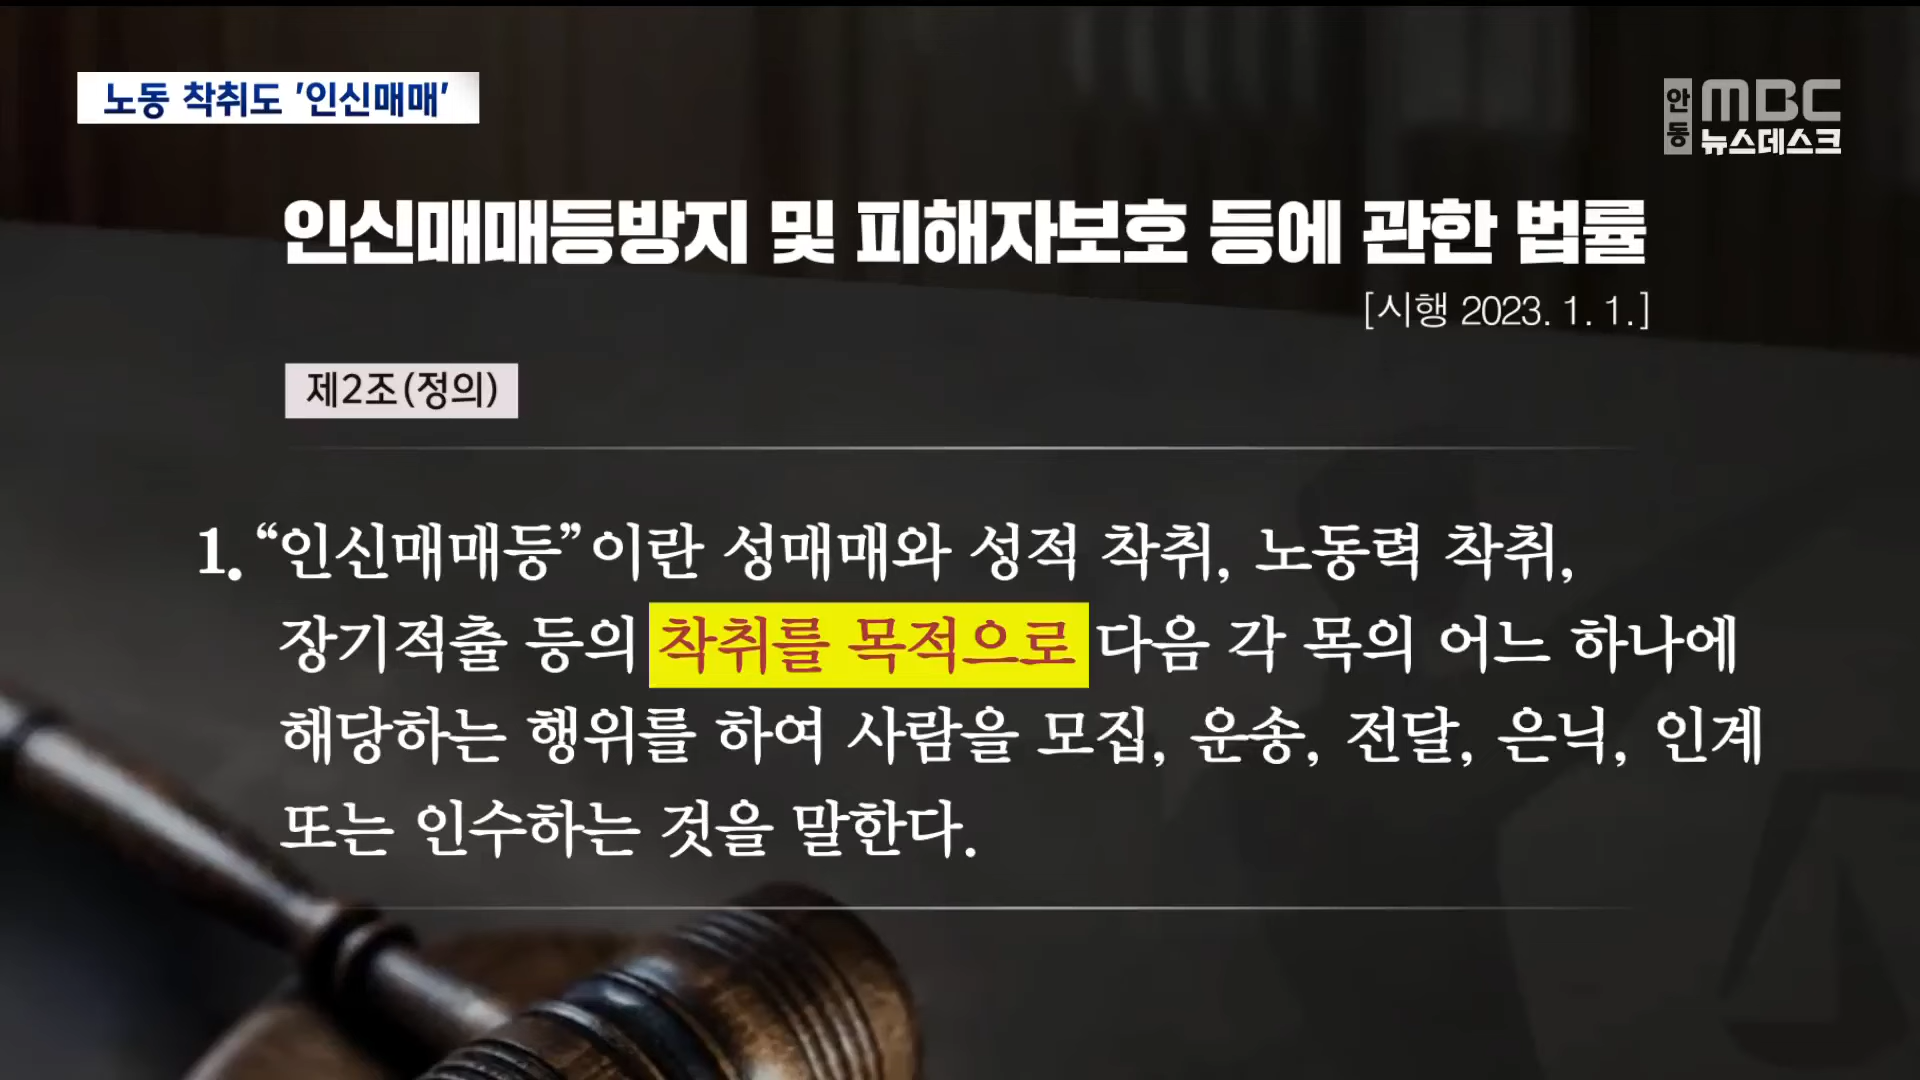 노동 착취도 '인신매매'
안동 MBC
뉴스데스크
인신매매등방지 및 피해자보호 등에 관한 법률
[시행 2023. 1. 1.]
제2조(정의)
1. “인신매매등”이란 성매매와 성적 착취, 노동력 착취,
장기적출 등의 착취를 목적으로 다음 각 목의 어느 하나에
해당하는 행위를 하여 사람을 모집, 운송, 전달, 은닉, 인계
또는 인수하는 것을 말한다.